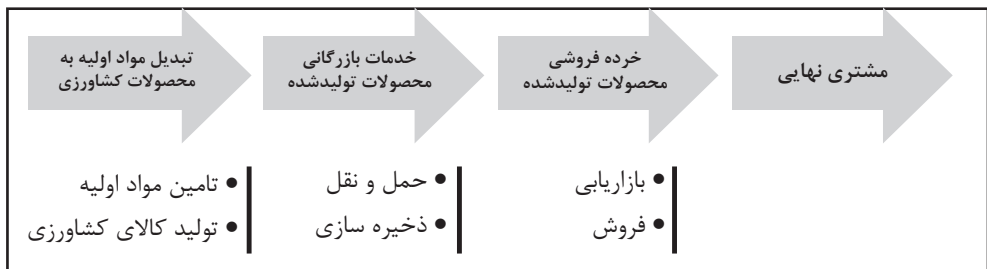 تبدیل مواد اولیه به
محصولات کشاورزی
خدمات بازرگانی
محصولات تولیدشده
خرده فروشی
محصولات تولیدشده
مشتری نهایی
• تامین مواد اولیه
• تولید کالای کشاورزی
• حمل و نقل
• ذخیره سازی
• بازاریابی
• فروش